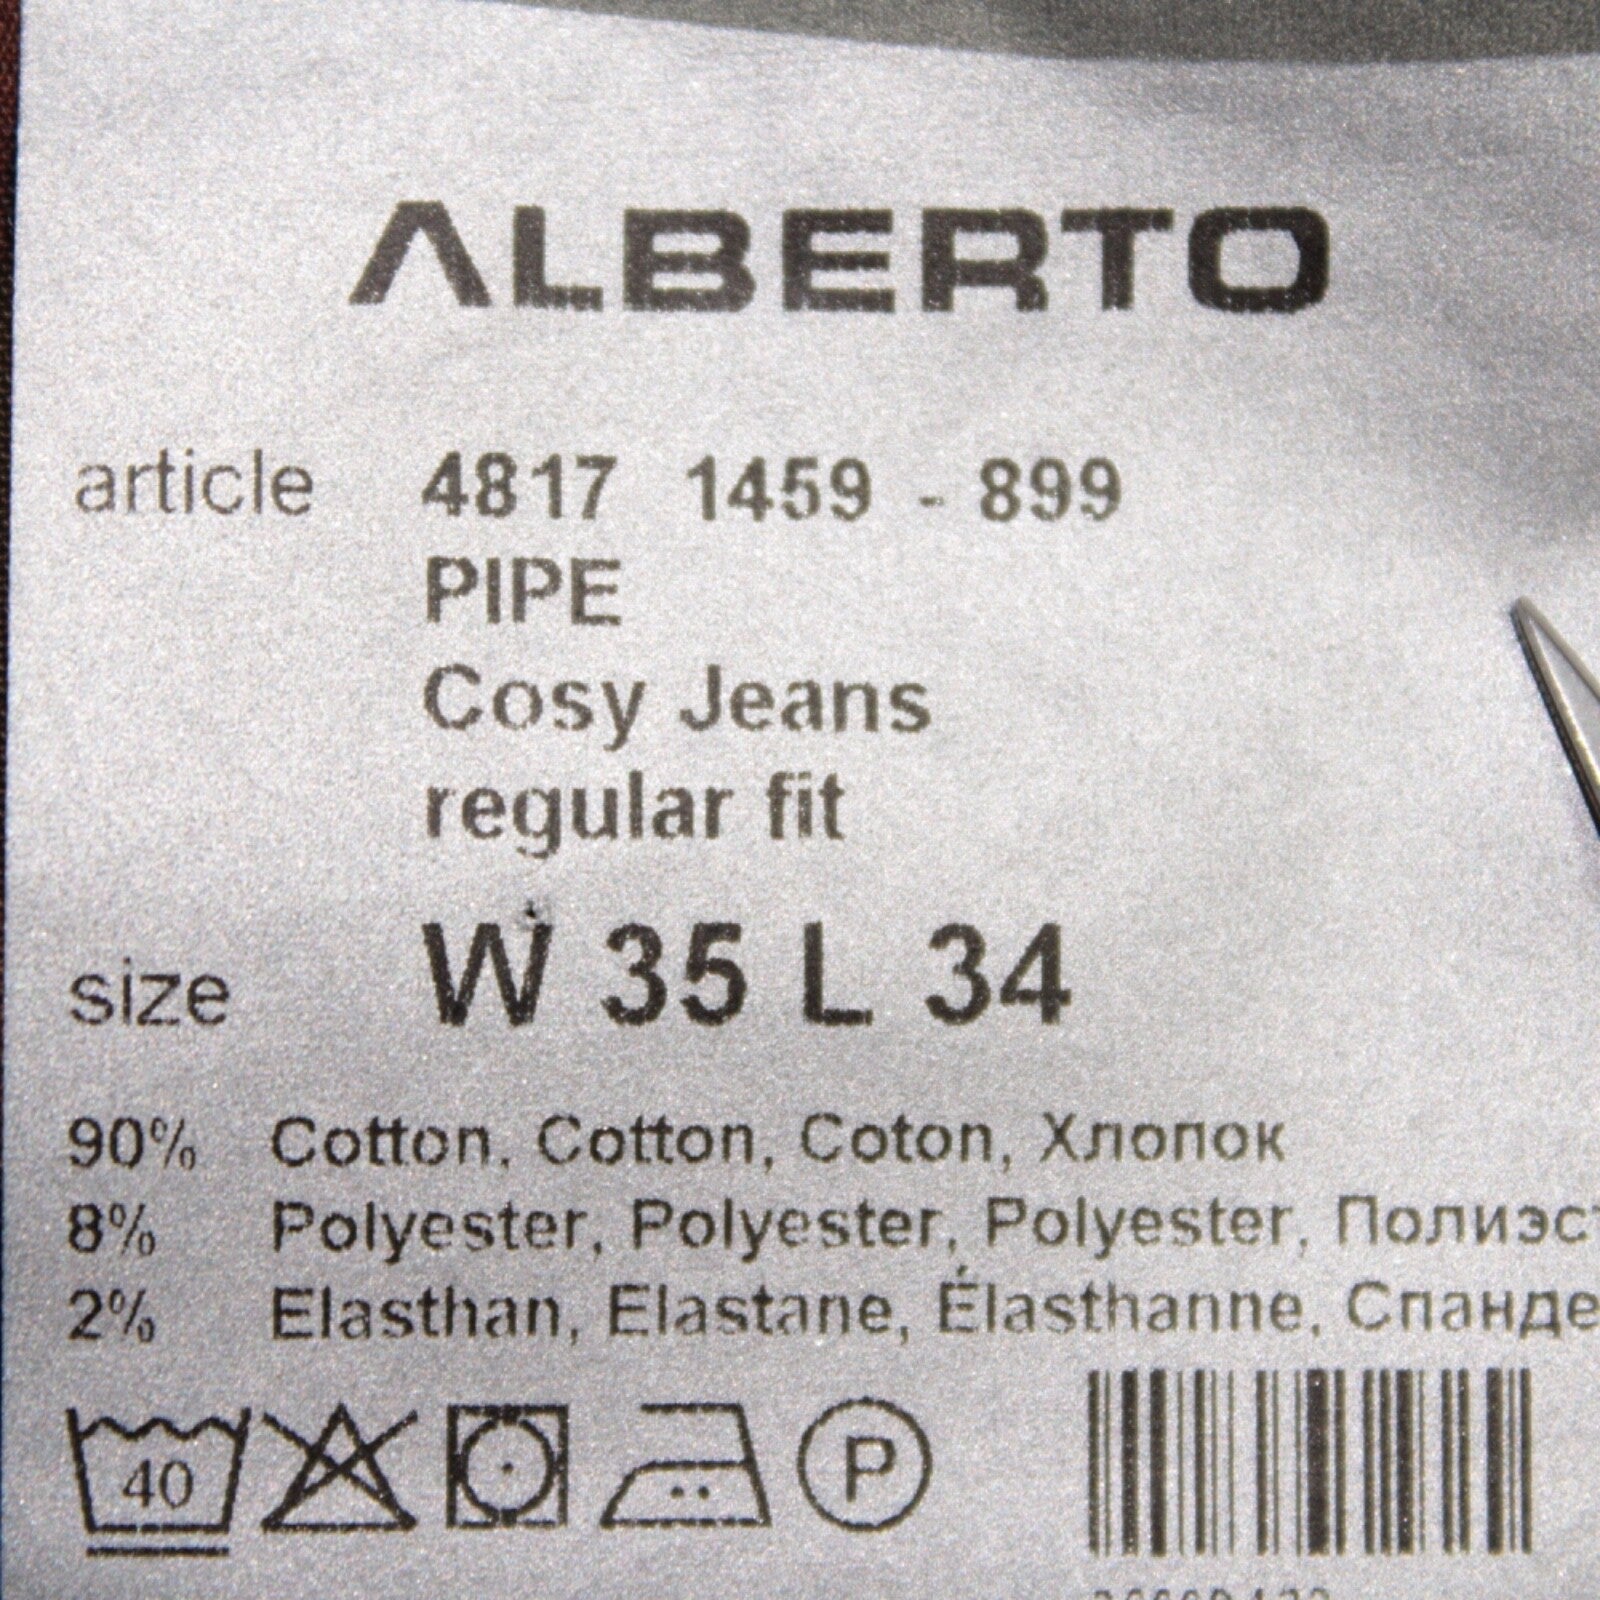 ALBERTO
article 4817 1459 - 899
PIPE
Cosy Jeans
regular fit
size W 35 L 34
90% Cotton, Cotton, Coton, Хлопок
8% Polyester, Polyester, Polyester,
2% Elasthan, Elastane, Élasthanne,
40 P